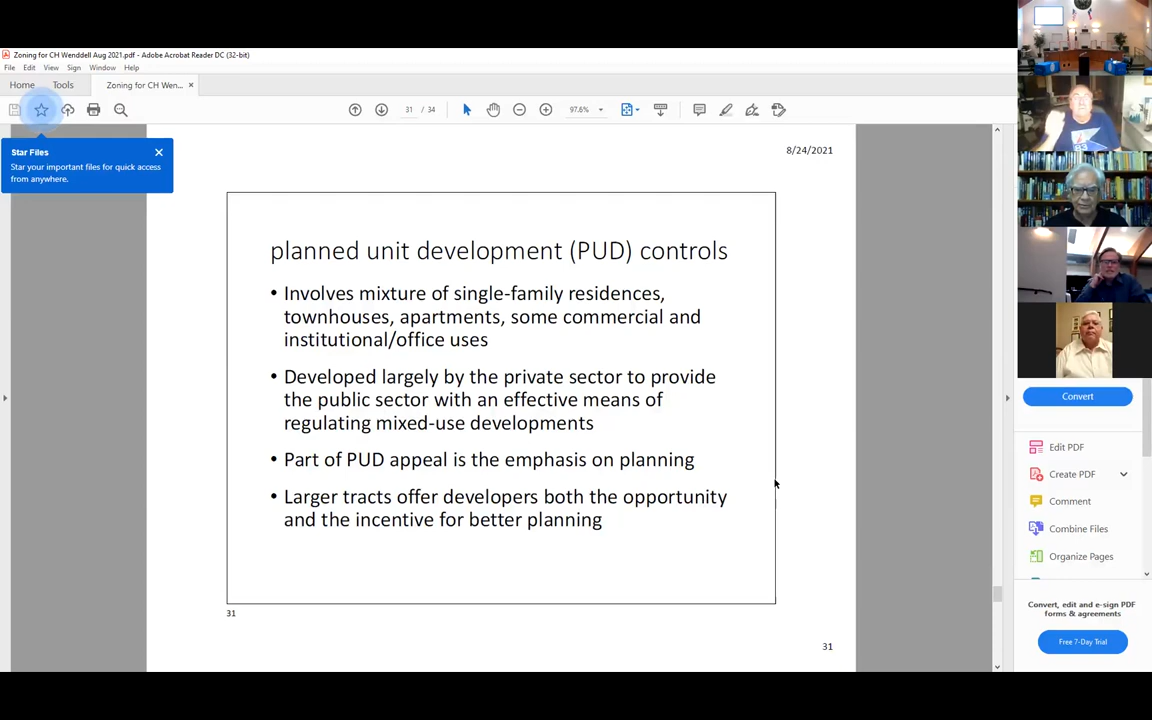 Zoning for CH Wenddell Aug 2021.pdf - Adobe Acrobat Reader DC (32-bit)
File Edit View Sign Window Help
Home Tools Zoning for CH Wen...
31 / 34 97.6%
Star Files
Star your important files for quick access
from anywhere.
8/24/2021
planned unit development (PUD) controls
• Involves mixture of single-family residences,
townhouses, apartments, some commercial and
institutional/office uses
• Developed largely by the private sector to provide
the public sector with an effective means of
regulating mixed-use developments
• Part of PUD appeal is the emphasis on planning
• Larger tracts offer developers both the opportunity
and the incentive for better planning
31
31
Convert
Edit PDF
Create PDF
Comment
Combine Files
Organize Pages
Convert, edit and e-sign PDF
forms & agreements
Free 7-Day Trial